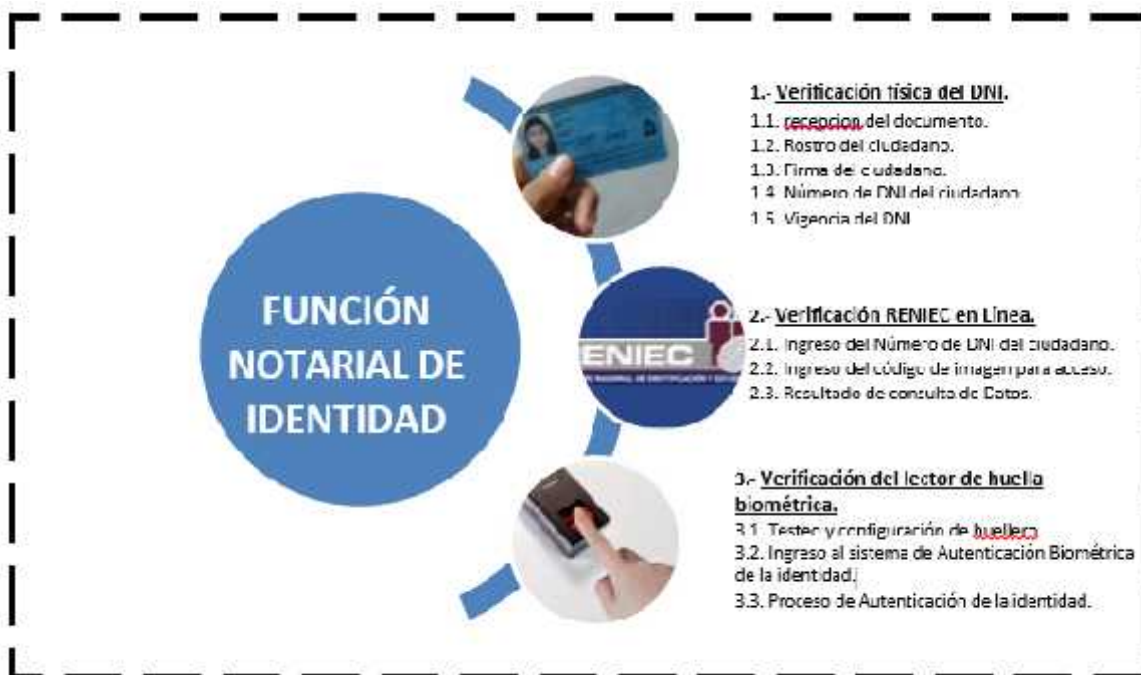 FUNCIÓN
NOTARIAL DE
IDENTIDAD
1.- Verificación física del DNI.
1.1. recepcion del documento.
1.2. Rostro del ciudadano.
1.3. Firma del ciudadano.
1.4. Número de DNI del ciudadano
1.5. Vigencia del DNI
ENIEC
2.- Verificación RENIEC en Línea.
2.1. Ingreso del Número de DNI del ciudadano.
2.2. Ingreso del código de imagen para acceso.
2.3. Resultado de consulta de Datos.
3.- Verificación del lector de huella
biométrica.
3.1. Testeo y configuración de huellero
3.2. Ingreso al sistema de Autenticación Biométrica
de la identidad.
3.3. Proceso de Autenticación de la identidad.